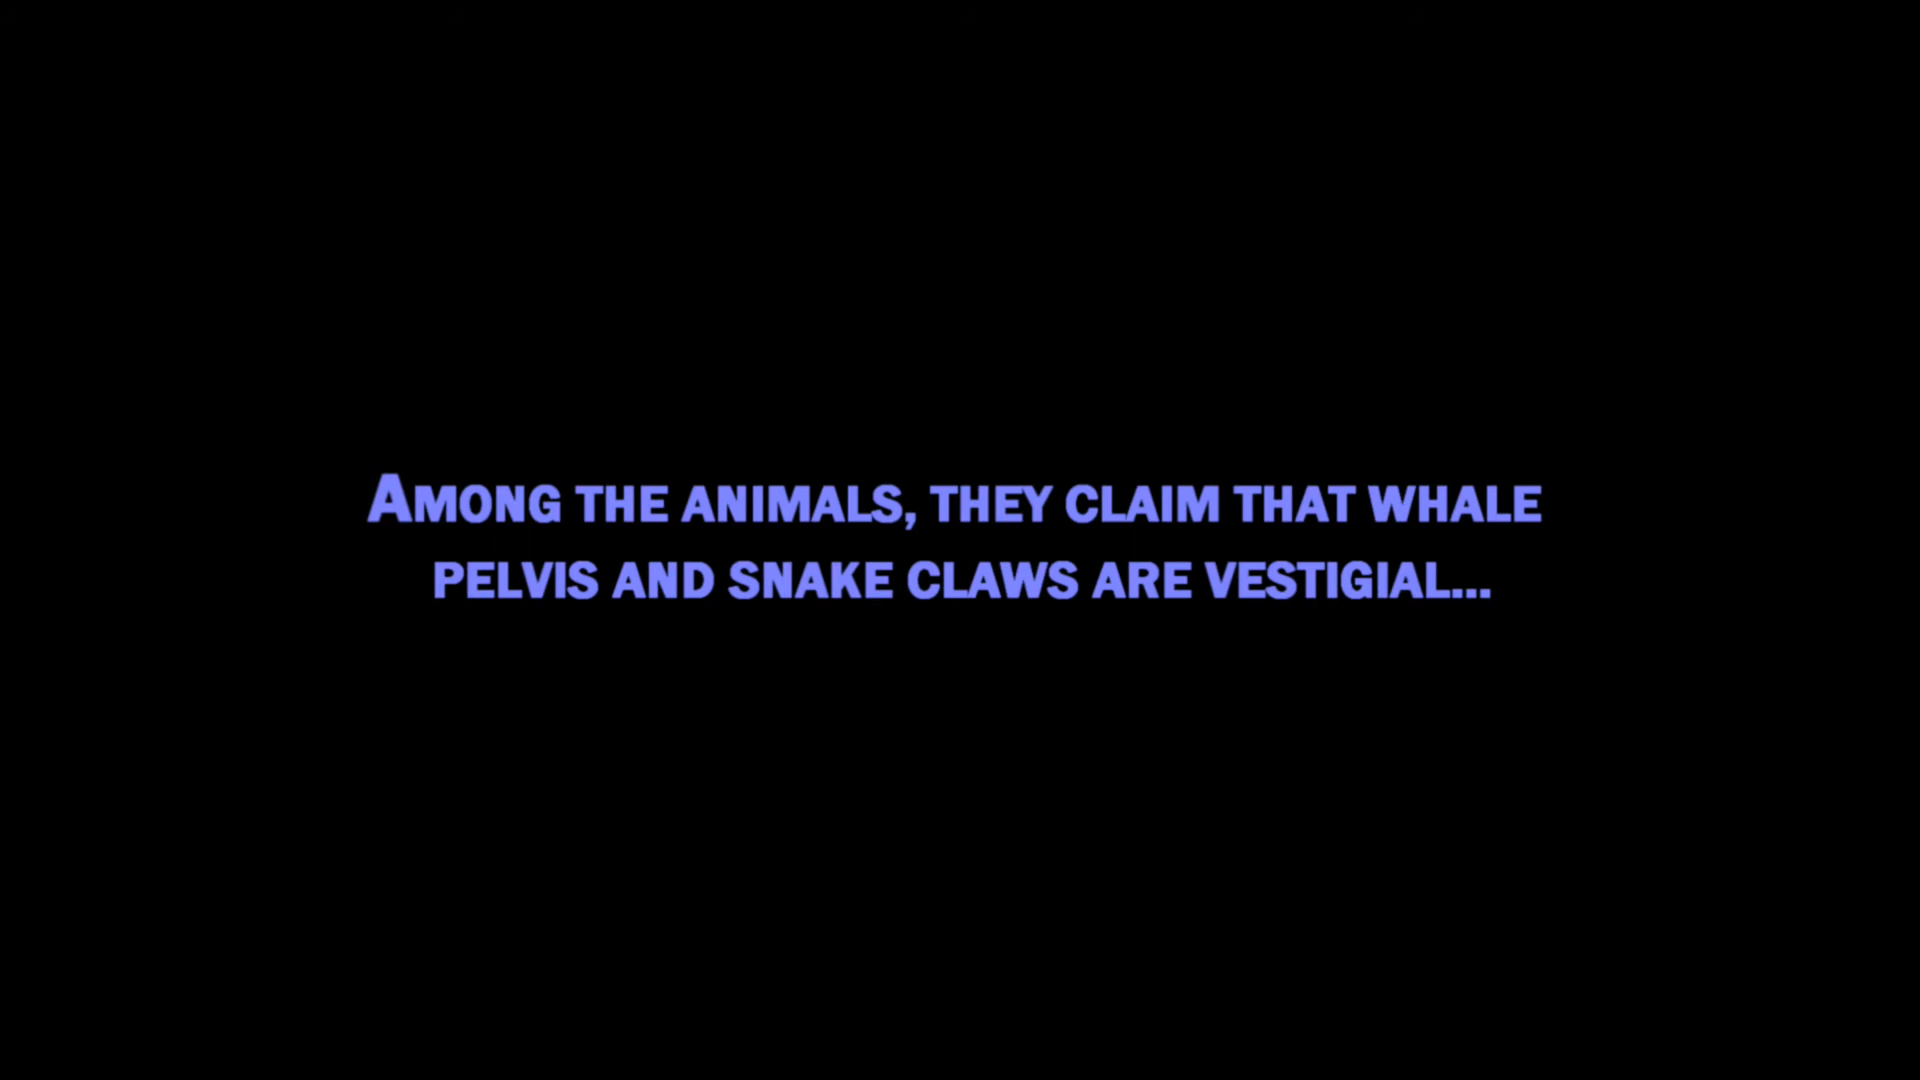 Among the animals, they claim that whale
pelvis and snake claws are vestigial...